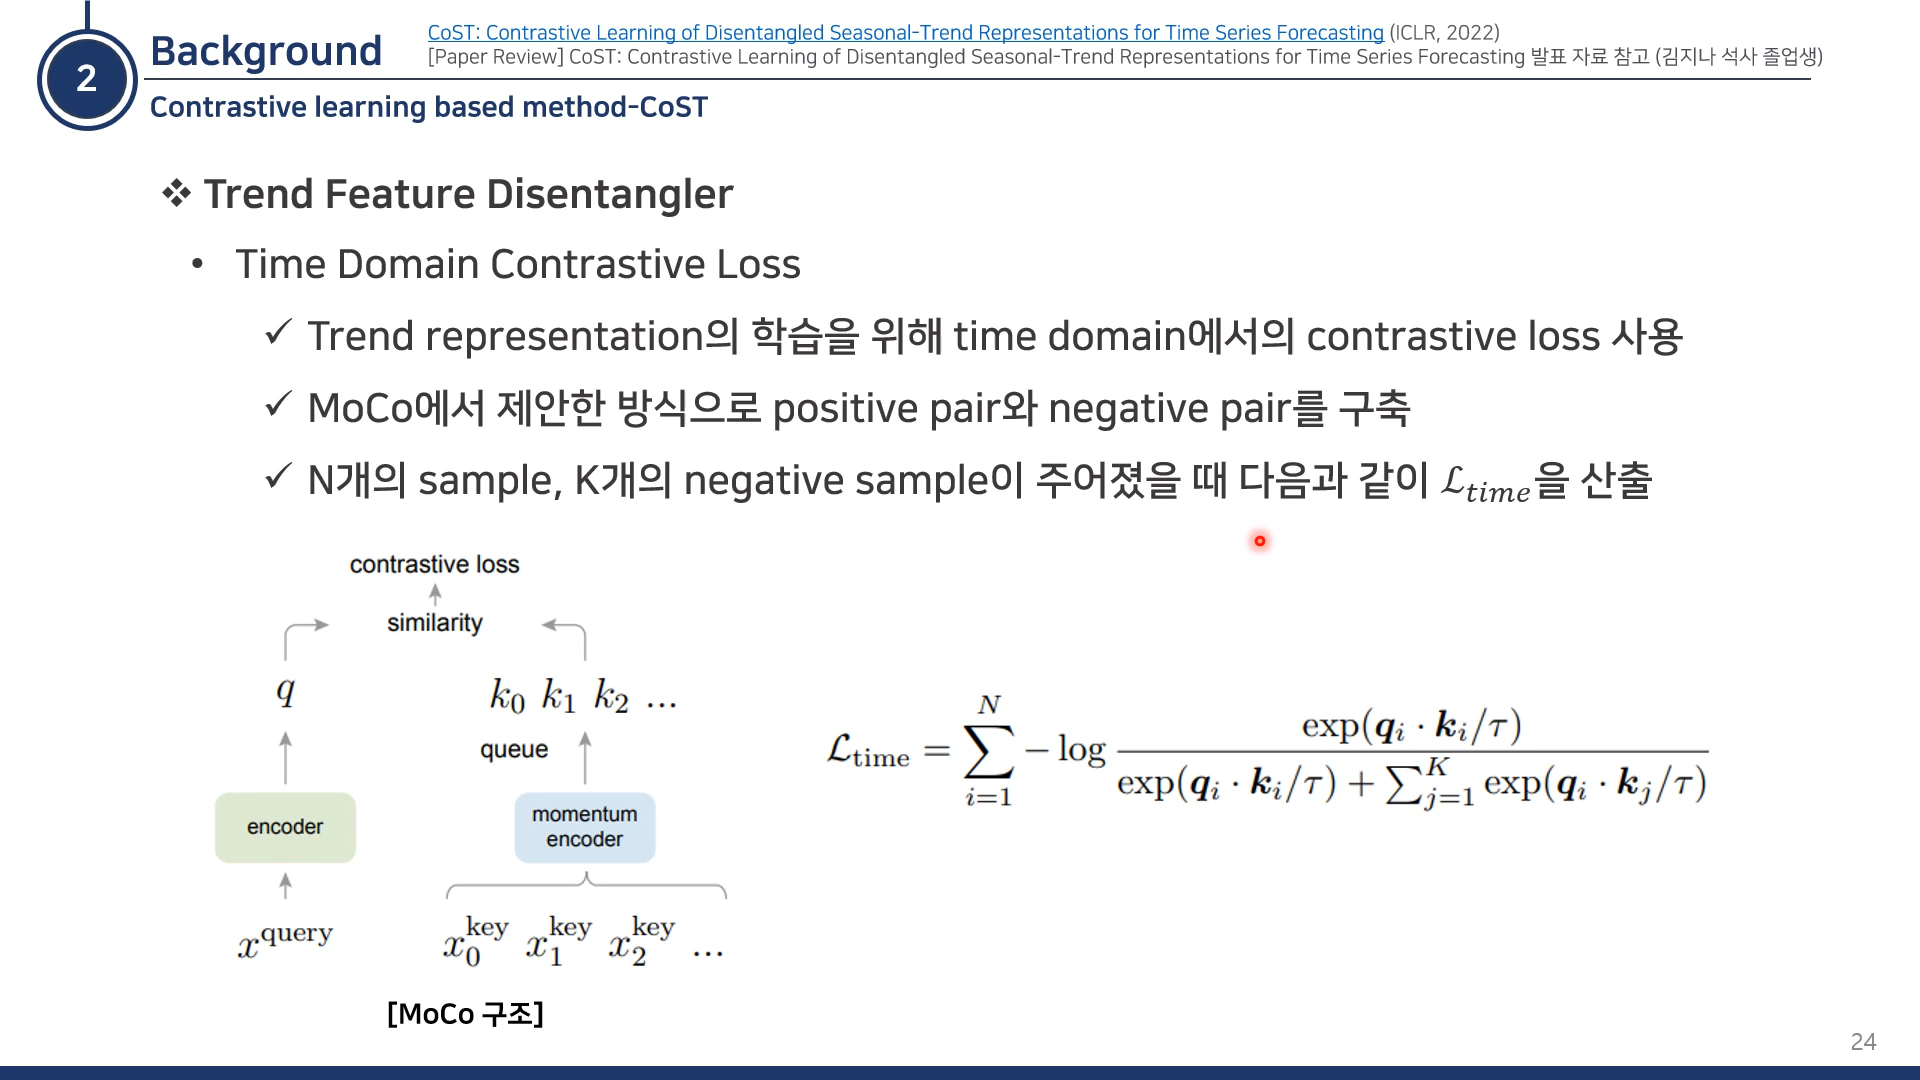 2
Background
CoST: Contrastive Learning of Disentangled Seasonal-Trend Representations for Time Series Forecasting (ICLR, 2022)
[Paper Review] CoST: Contrastive Learning of Disentangled Seasonal-Trend Representations for Time Series Forecasting 발표 자료 참고 (김지나 석사 졸업생)
Contrastive learning based method-CoST
❖ Trend Feature Disentangler
• Time Domain Contrastive Loss
✓ Trend representation의 학습을 위해 time domain에서의 contrastive loss 사용
✓ MoCo에서 제안한 방식으로 positive pair와 negative pair를 구축
✓ N개의 sample, K개의 negative sample이 주어졌을 때 다음과 같이 ℒ_time을 산출
contrastive loss
similarity
q k₀ k₁ k₂ ...
queue
encoder
momentum
encoder
x^query x₀^key x₁^key x₂^key ...
[MoCo 구조]
ℒ_time = ∑_{i=1}^{N} − log exp(q_i · k_i/τ) / (exp(q_i · k_i/τ) + ∑_{j=1}^{K} exp(q_i · k_j/τ))
24